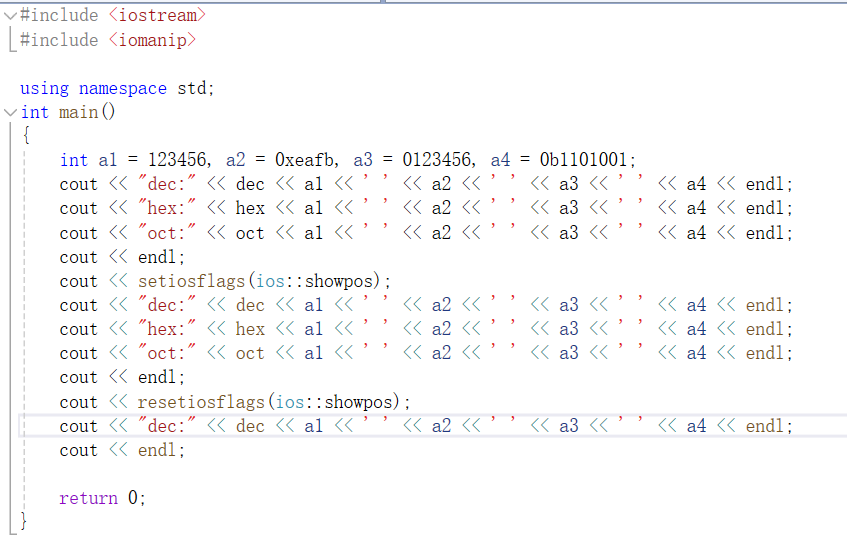 #include <iostream>
#include <iomanip>
using namespace std;
int main()
{
int a1 = 123456, a2 = 0xeafb, a3 = 0123456, a4 = 0b1101001;
cout << "dec:" << dec << a1 << ' ' << a2 << ' ' << a3 << ' ' << a4 << endl;
cout << "hex:" << hex << a1 << ' ' << a2 << ' ' << a3 << ' ' << a4 << endl;
cout << "oct:" << oct << a1 << ' ' << a2 << ' ' << a3 << ' ' << a4 << endl;
cout << endl;
cout << setiosflags(ios::showpos);
cout << "dec:" << dec << a1 << ' ' << a2 << ' ' << a3 << ' ' << a4 << endl;
cout << "hex:" << hex << a1 << ' ' << a2 << ' ' << a3 << ' ' << a4 << endl;
cout << "oct:" << oct << a1 << ' ' << a2 << ' ' << a3 << ' ' << a4 << endl;
cout << endl;
cout << resetiosflags(ios::showpos);
cout << "dec:" << dec << a1 << ' ' << a2 << ' ' << a3 << ' ' << a4 << endl;
cout << endl;
return 0;
}